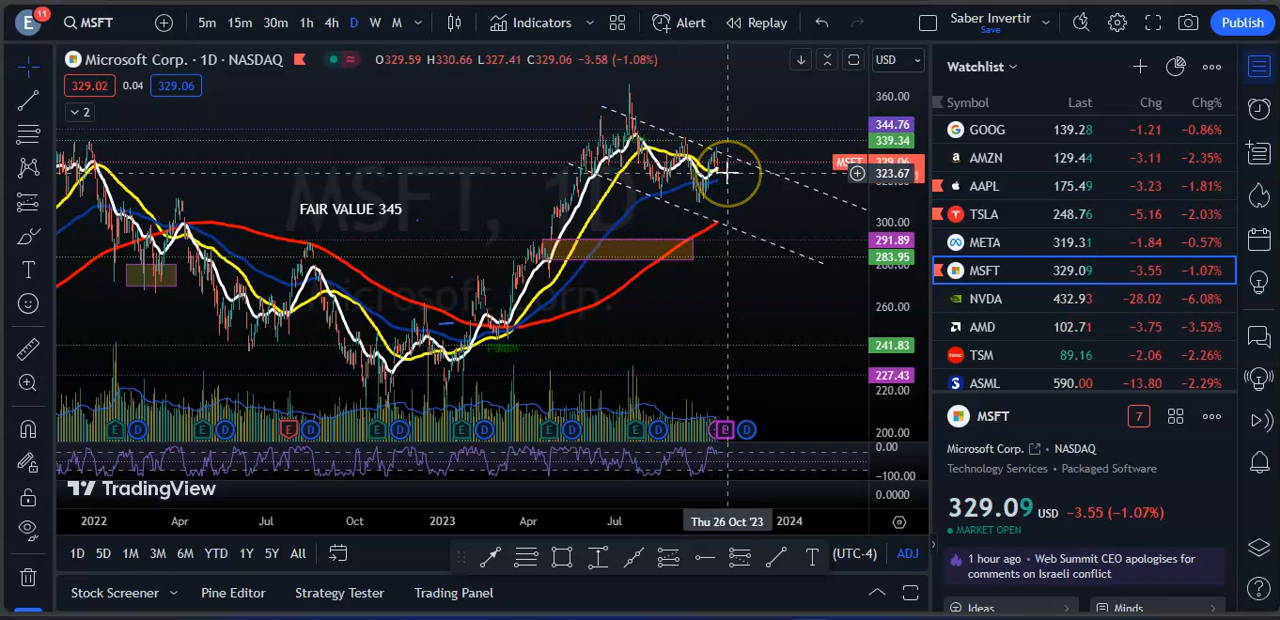 E 11 MSFT 5m 15m 30m 1h 4h D W M Indicators Alert Replay Saber Invertir Save Publish
Microsoft Corp. · 1D · NASDAQ O329.59 H330.66 L327.41 C329.06 −3.58 (−1.08%) USD
329.02 0.04 329.06
2
360.00
344.76
339.34
MSFT 329.06
323.67
300.00
291.89
283.95
280.00
260.00
241.83
227.43
220.00
200.00
0.00
−100.00
0.0000
MSFT, 1D
Microsoft Corp.
FAIR VALUE 345
E D E D E D E D E D E D E D E D
TradingView
2022 Apr Jul Oct 2023 Apr Jul Thu 26 Oct '23 2024
1D 5D 1M 3M 6M YTD 1Y 5Y All (UTC-4) ADJ
Stock Screener Pine Editor Strategy Tester Trading Panel
Watchlist
Symbol Last Chg Chg%
GOOG 139.28 −1.21 −0.86%
AMZN 129.44 −3.11 −2.35%
AAPL 175.49 −3.23 −1.81%
TSLA 248.76 −5.16 −2.03%
META 319.31 −1.84 −0.57%
MSFT 329.09 −3.55 −1.07%
NVDA 432.93 −28.02 −6.08%
AMD 102.71 −3.75 −3.52%
TSM 89.16 −2.06 −2.26%
ASML 590.00 −13.80 −2.29%
MSFT 7
Microsoft Corp. • NASDAQ
Technology Services • Packaged Software
329.09 USD −3.55 (−1.07%)
MARKET OPEN
1 hour ago • Web Summit CEO apologises for
comments on Israeli conflict
Ideas Minds